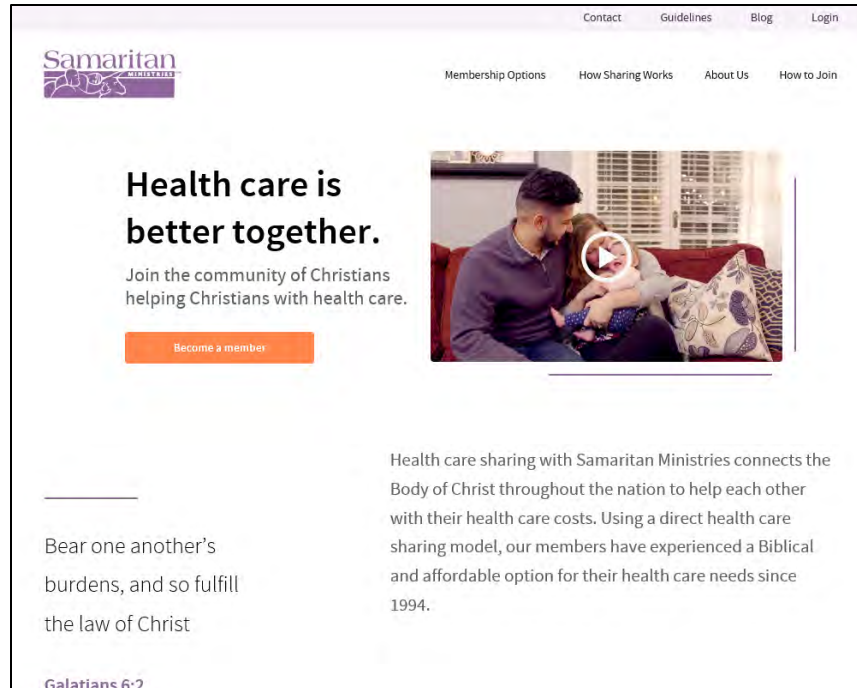 Contact Guidelines Blog Login
Samaritan
MINISTRIES
Membership Options How Sharing Works About Us How to Join
Health care is
better together.
Join the community of Christians
helping Christians with health care.
Become a member
Health care sharing with Samaritan Ministries connects the
Body of Christ throughout the nation to help each other
with their health care costs. Using a direct health care
sharing model, our members have experienced a Biblical
and affordable option for their health care needs since
1994.
Bear one another’s
burdens, and so fulfill
the law of Christ
Galatians 6:2